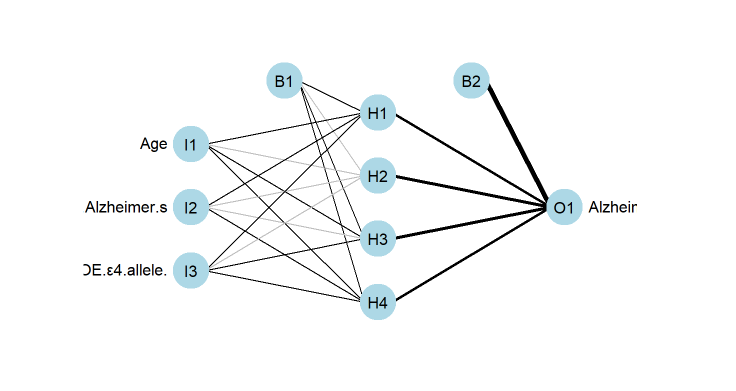 B1
B2
H1
Age
I1
H2
Alzheimer.s
I2
O1
Alzheir
H3
DE.ε4.allele.
I3
H4